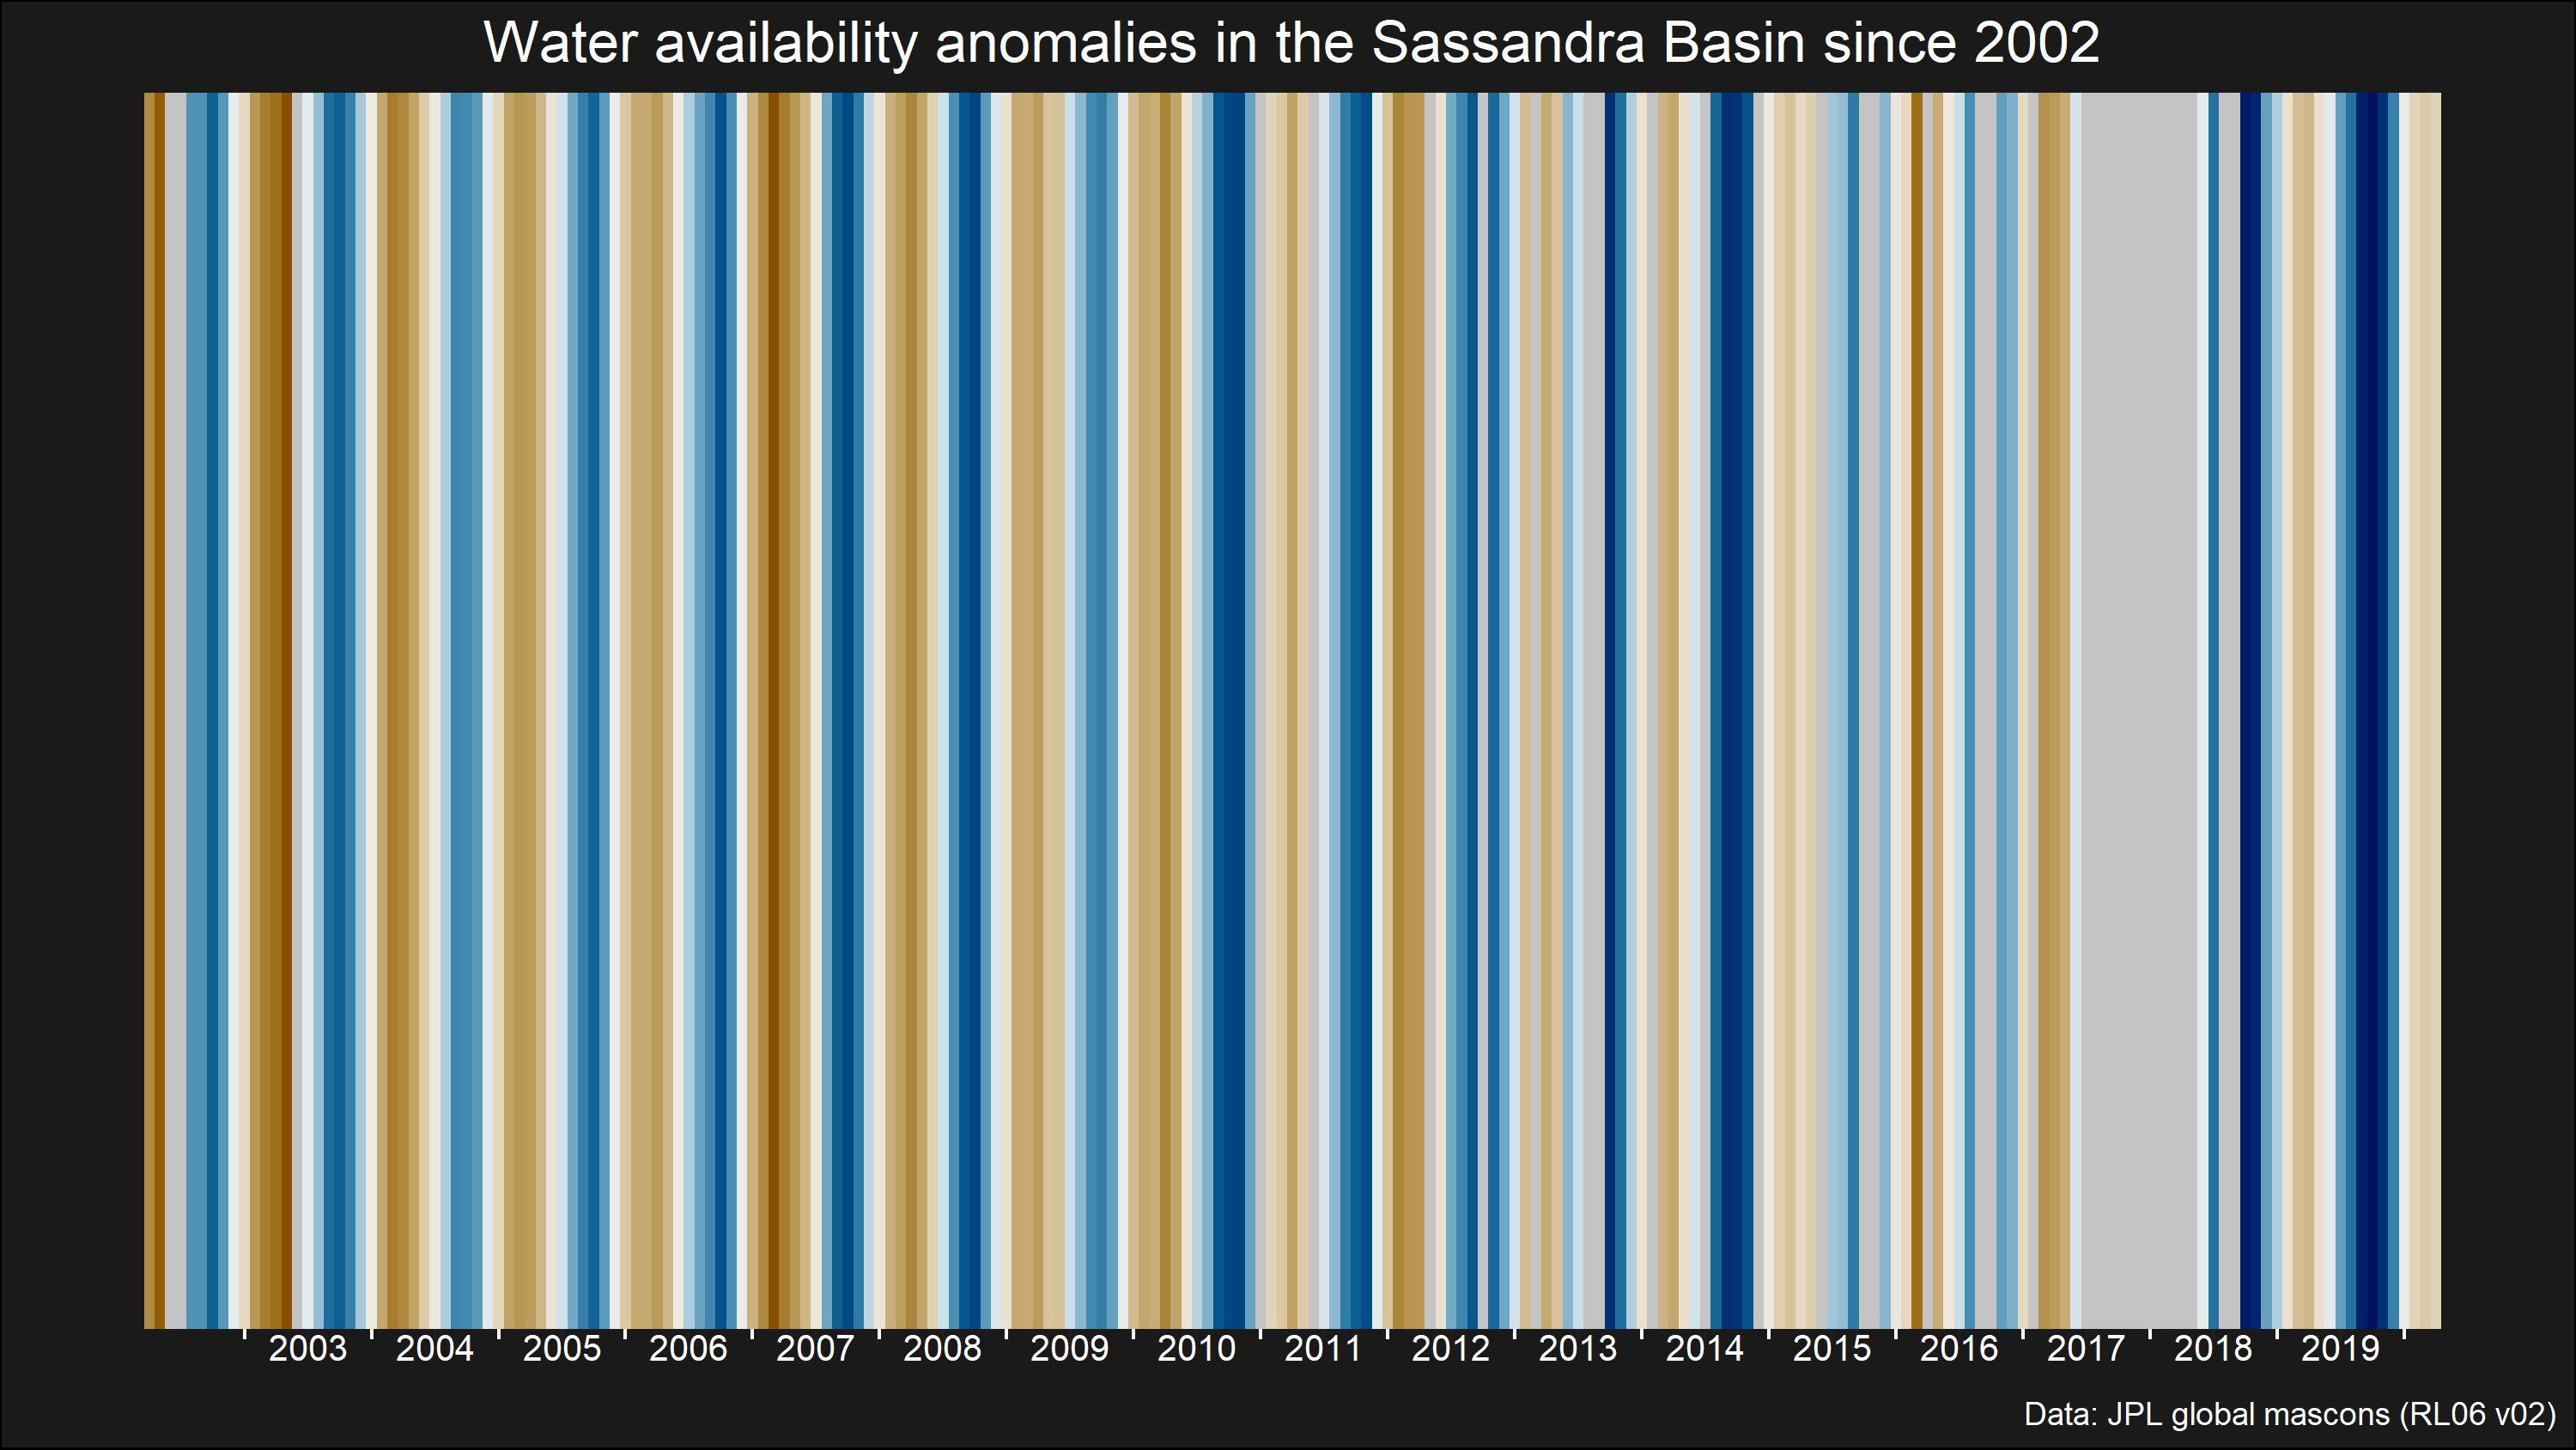 Water availability anomalies in the Sassandra Basin since 2002
2003 2004 2005 2006 2007 2008 2009 2010 2011 2012 2013 2014 2015 2016 2017 2018 2019
Data: JPL global mascons (RL06 v02)